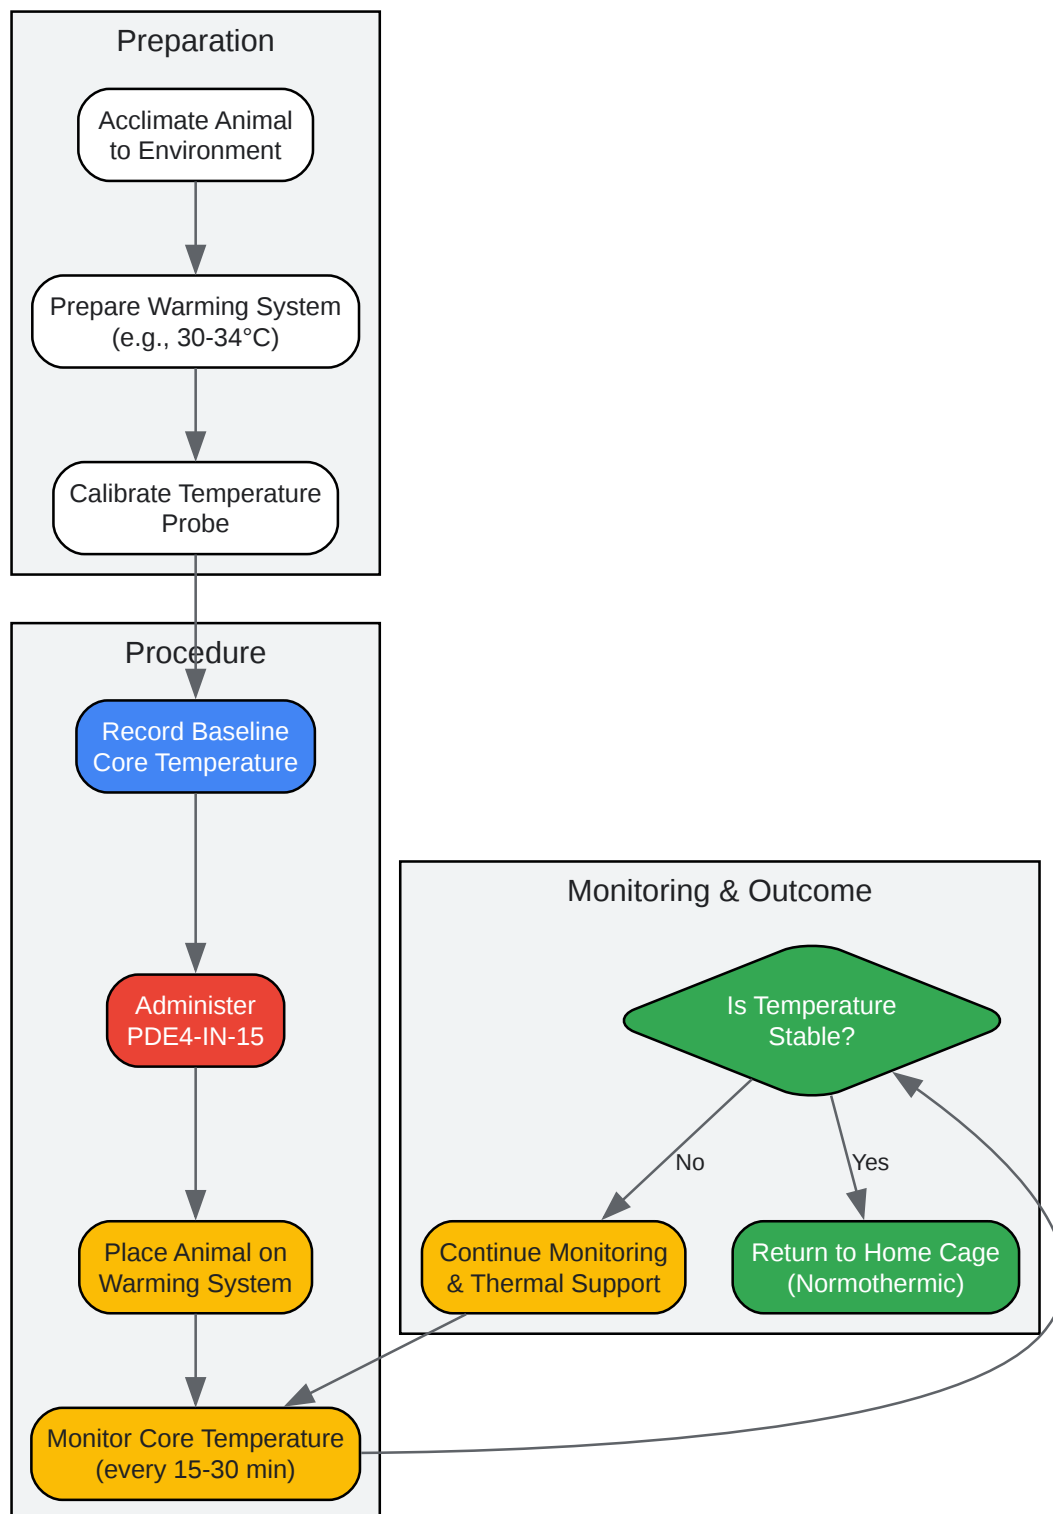 Preparation
Acclimate Animal
to Environment
Prepare Warming System
(e.g., 30-34°C)
Calibrate Temperature
Probe
Procedure
Record Baseline
Core Temperature
Administer
PDE4-IN-15
Place Animal on
Warming System
Monitor Core Temperature
(every 15-30 min)
Monitoring & Outcome
Is Temperature
Stable?
No
Yes
Continue Monitoring
& Thermal Support
Return to Home Cage
(Normothermic)